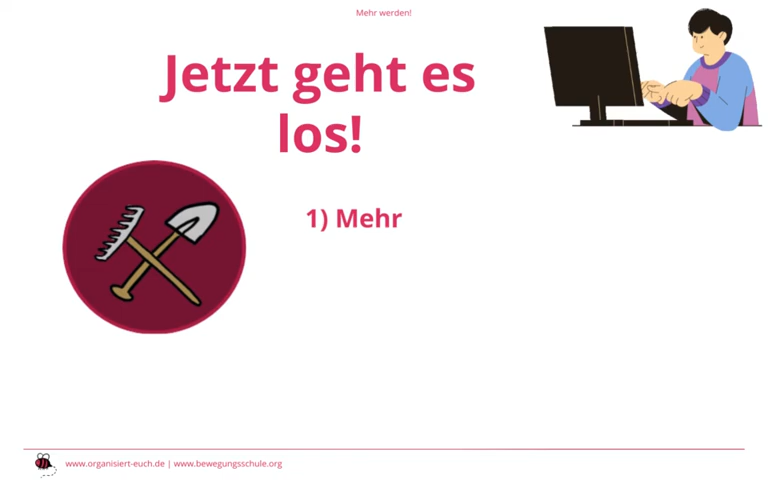 Mehr werden!
Jetzt geht es
los!
1) Mehr
www.organisiert-euch.de | www.bewegungsschule.org